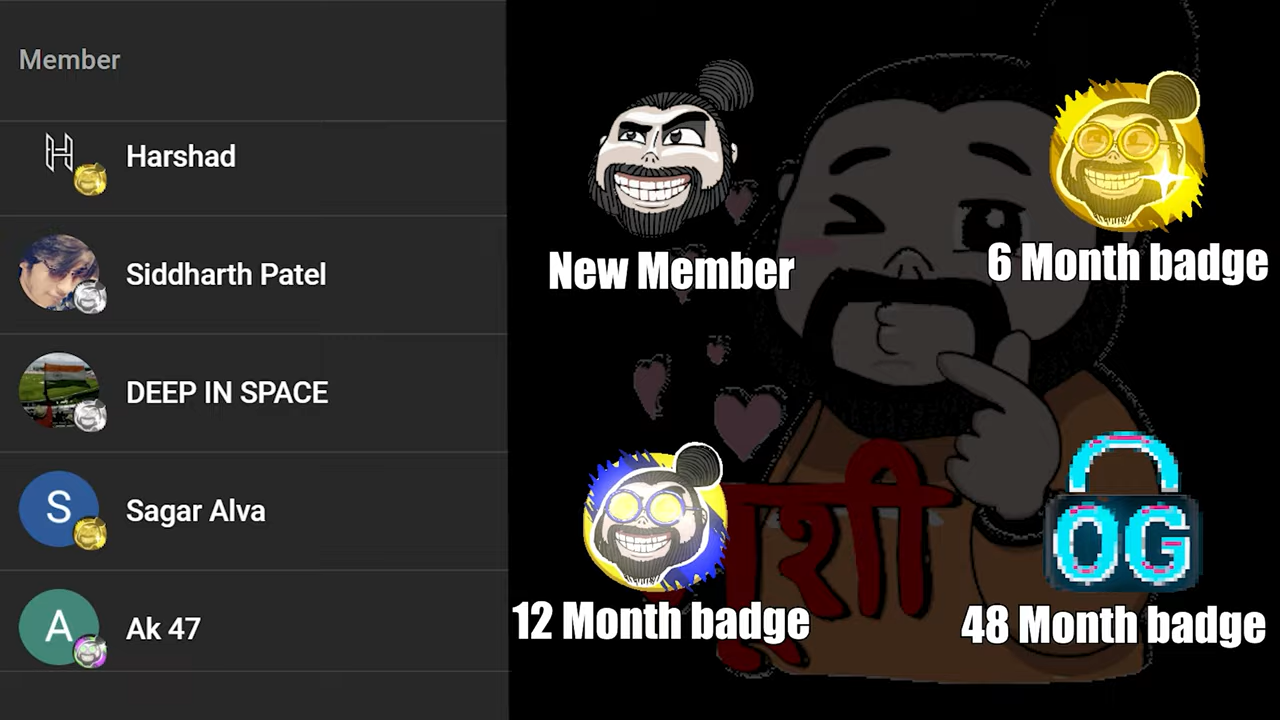 Member
Harshad
Siddharth Patel
DEEP IN SPACE
S
Sagar Alva
A
Ak 47
New Member
6 Month badge
12 Month badge
OG
48 Month badge